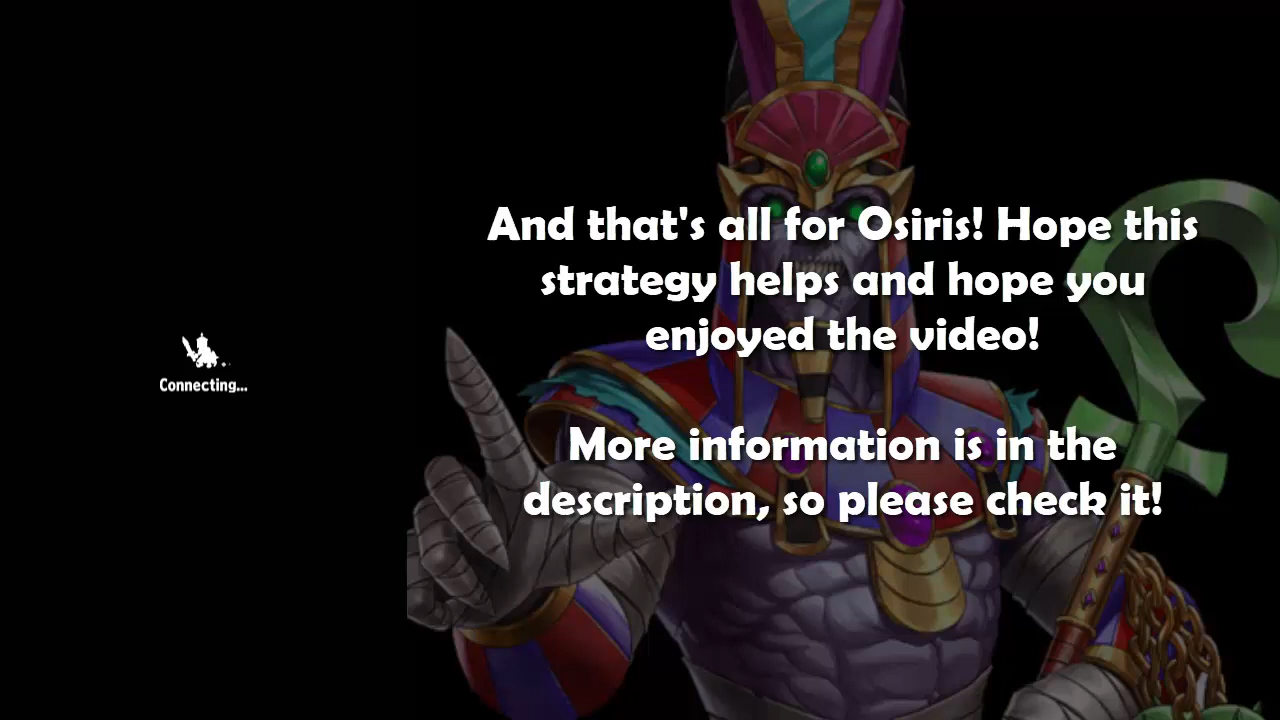 And that's all for Osiris! Hope this
strategy helps and hope you
enjoyed the video!
Connecting...
More information is in the
description, so please check it!